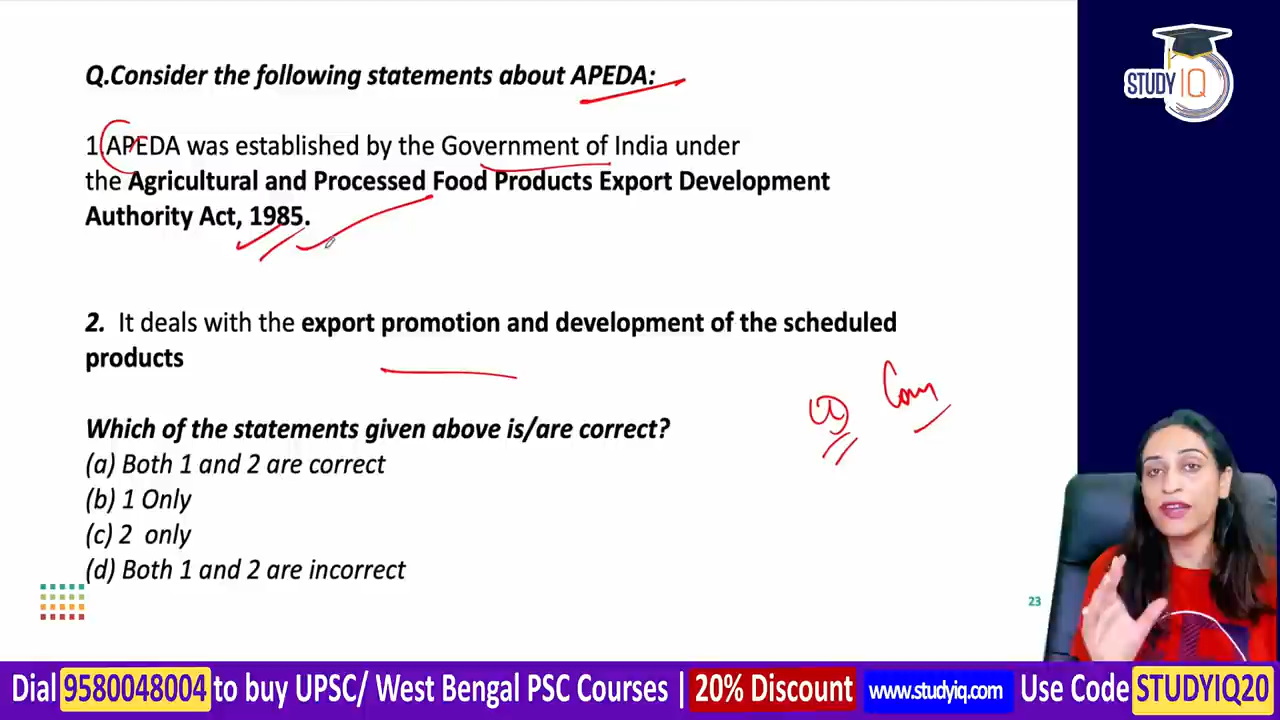 Q.Consider the following statements about APEDA:
1.APEDA was established by the Government of India under
the Agricultural and Processed Food Products Export Development
Authority Act, 1985.
2. It deals with the export promotion and development of the scheduled
products
Which of the statements given above is/are correct?
(a) Both 1 and 2 are correct
(b) 1 Only
(c) 2 only
(d) Both 1 and 2 are incorrect
23
STUDY IQ
Dial 9580048004 to buy UPSC/ West Bengal PSC Courses | 20% Discount www.studyiq.com Use Code STUDYIQ20